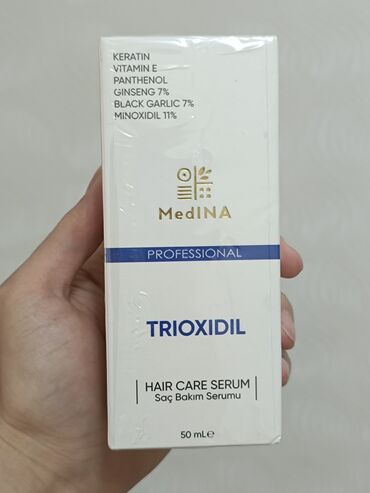 KERATIN
VITAMIN E
PANTHENOL
GINSENG 7%
BLACK GARLIC 7%
MINOXIDIL 11%
MedINA
PROFESSIONAL
TRIOXIDIL
HAIR CARE SERUM
Saç Bakım Serumu
50 mL℮